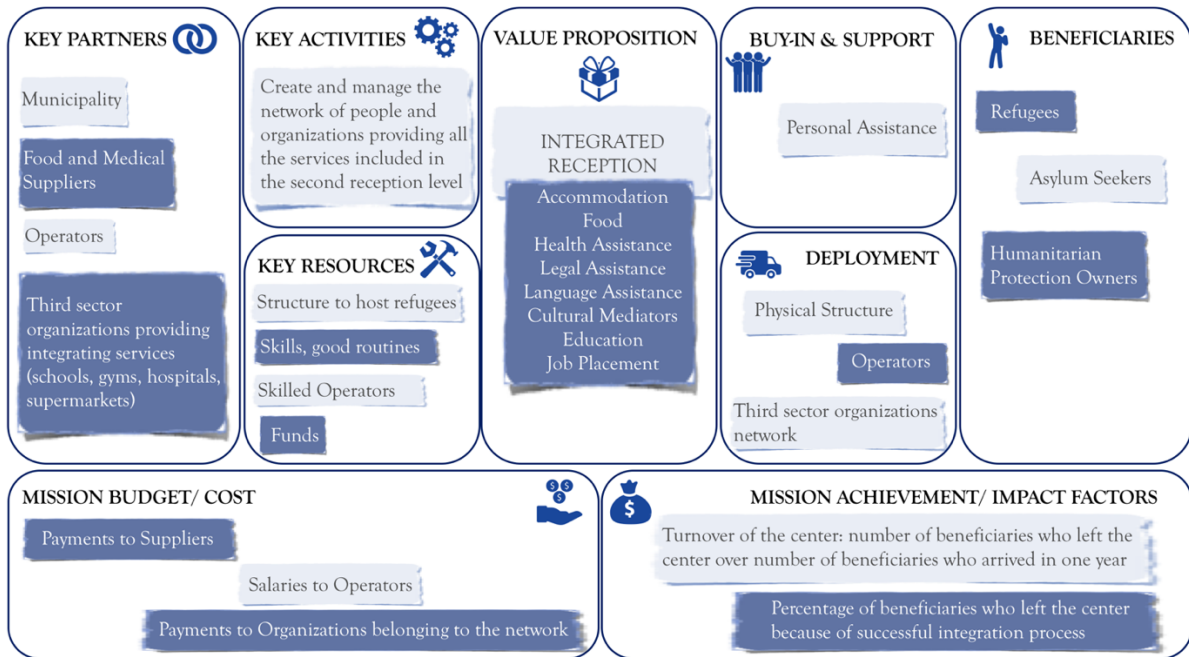 KEY PARTNERS
Municipality
Food and Medical
Suppliers
Operators
Third sector
organizations providing
integrating services
(schools, gyms, hospitals,
supermarkets)
KEY ACTIVITIES
Create and manage the
network of people and
organizations providing all
the services included in
the second reception level
KEY RESOURCES
Structure to host refugees
Skills, good routines
Skilled Operators
Funds
VALUE PROPOSITION
INTEGRATED
RECEPTION
Accommodation
Food
Health Assistance
Legal Assistance
Language Assistance
Cultural Mediators
Education
Job Placement
BUY-IN & SUPPORT
Personal Assistance
DEPLOYMENT
Physical Structure
Operators
Third sector organizations
network
BENEFICIARIES
Refugees
Asylum Seekers
Humanitarian
Protection Owners
MISSION BUDGET/ COST
Payments to Suppliers
Salaries to Operators
Payments to Organizations belonging to the network
MISSION ACHIEVEMENT/ IMPACT FACTORS
Turnover of the center: number of beneficiaries who left the
center over number of beneficiaries who arrived in one year
Percentage of beneficiaries who left the center
because of successful integration process